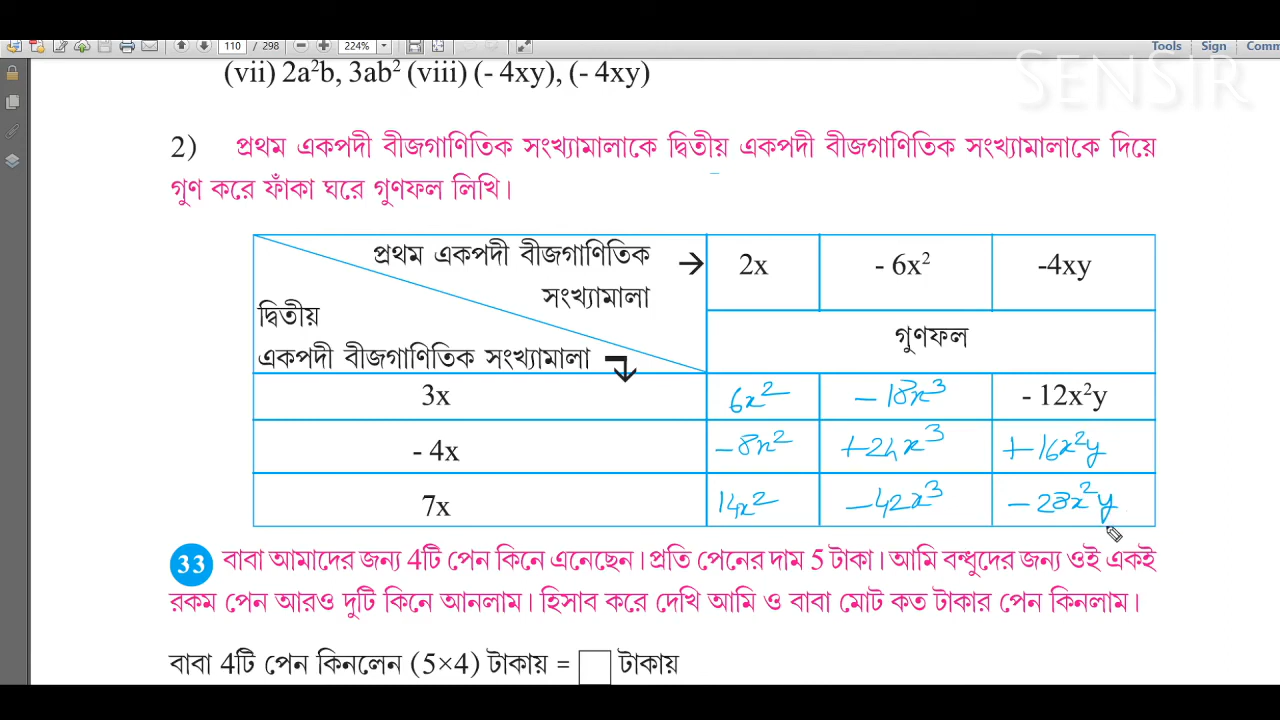 110 / 298 224% Tools Sign Comm
SENSIR
(vii) 2a²b, 3ab² (viii) (- 4xy), (- 4xy)
2) প্রথম একপদী বীজগাণিতিক সংখ্যামালাকে দ্বিতীয় একপদী বীজগাণিতিক সংখ্যামালাকে দিয়ে
গুণ করে ফাঁকা ঘরে গুণফল লিখি।
প্রথম একপদী বীজগাণিতিক → 2x - 6x² -4xy
সংখ্যামালা
দ্বিতীয়
গুণফল
একপদী বীজগাণিতিক সংখ্যামালা
3x 6x² - 18x³ - 12x²y
- 4x - 8x² + 24x³ + 16x²y
7x 14x² - 42x³ - 28x²y
33 বাবা আমাদের জন্য 4টি পেন কিনে এনেছেন। প্রতি পেনের দাম 5 টাকা। আমি বন্ধুদের জন্য ওই একই
রকম পেন আরও দুটি কিনে আনলাম। হিসাব করে দেখি আমি ও বাবা মোট কত টাকার পেন কিনলাম।
বাবা 4টি পেন কিনলেন (5×4) টাকায় = □ টাকায়